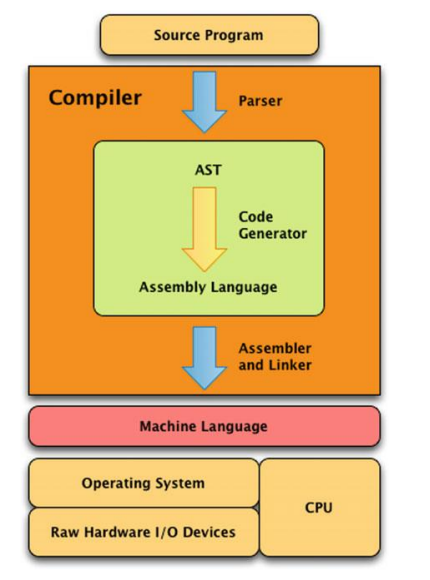 Source Program
Compiler
Parser
AST
Code
Generator
Assembly Language
Assembler
and Linker
Machine Language
Operating System
CPU
Raw Hardware I/O Devices